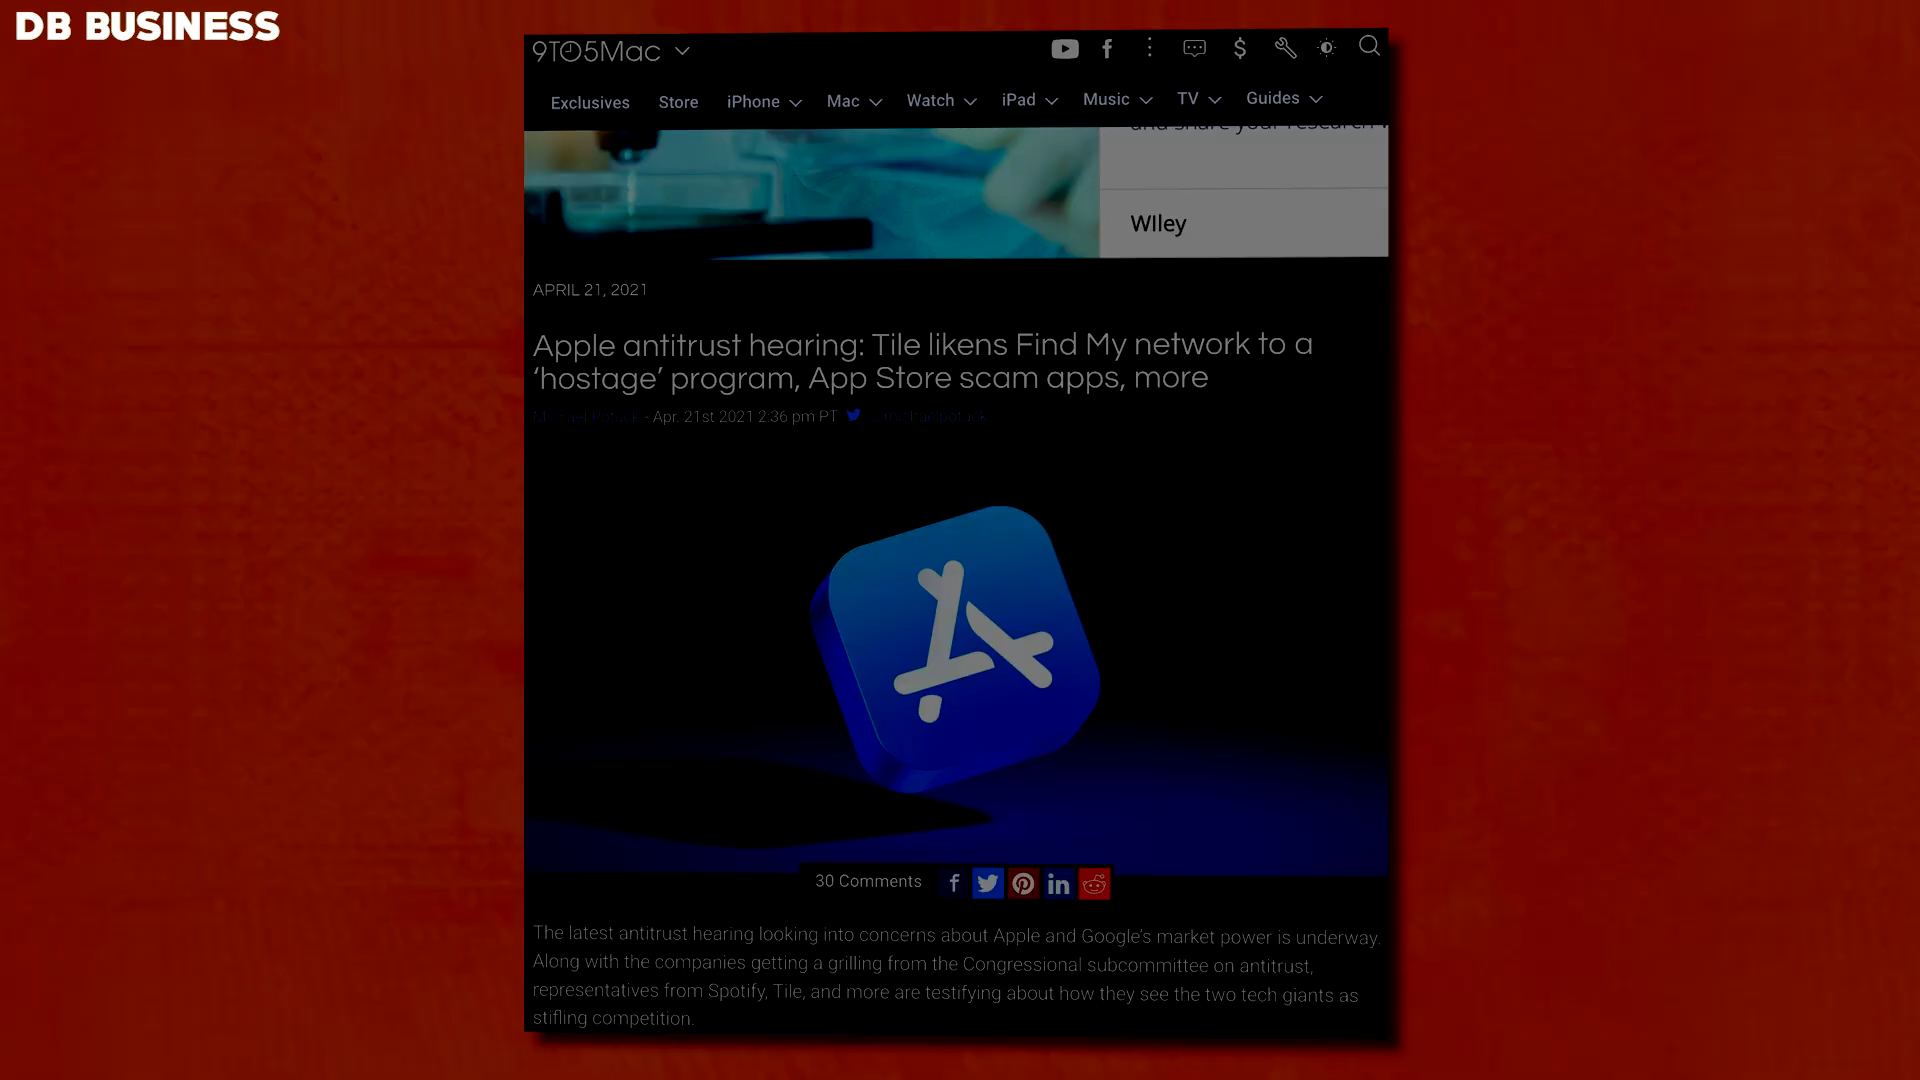 DB BUSINESS
9TO5Mac
Exclusives Store iPhone Mac Watch iPad Music TV Guides
and share your research
WIley
APRIL 21, 2021
Apple antitrust hearing: Tile likens Find My network to a
‘hostage’ program, App Store scam apps, more
- Apr. 21st 2021 2:36 pm PT
30 Comments
The latest antitrust hearing looking into concerns about Apple and Google's market power is underway.
Along with the companies getting a grilling from the Congressional subcommittee on antitrust,
representatives from Spotify, Tile, and more are testifying about how they see the two tech giants as
stifling competition.